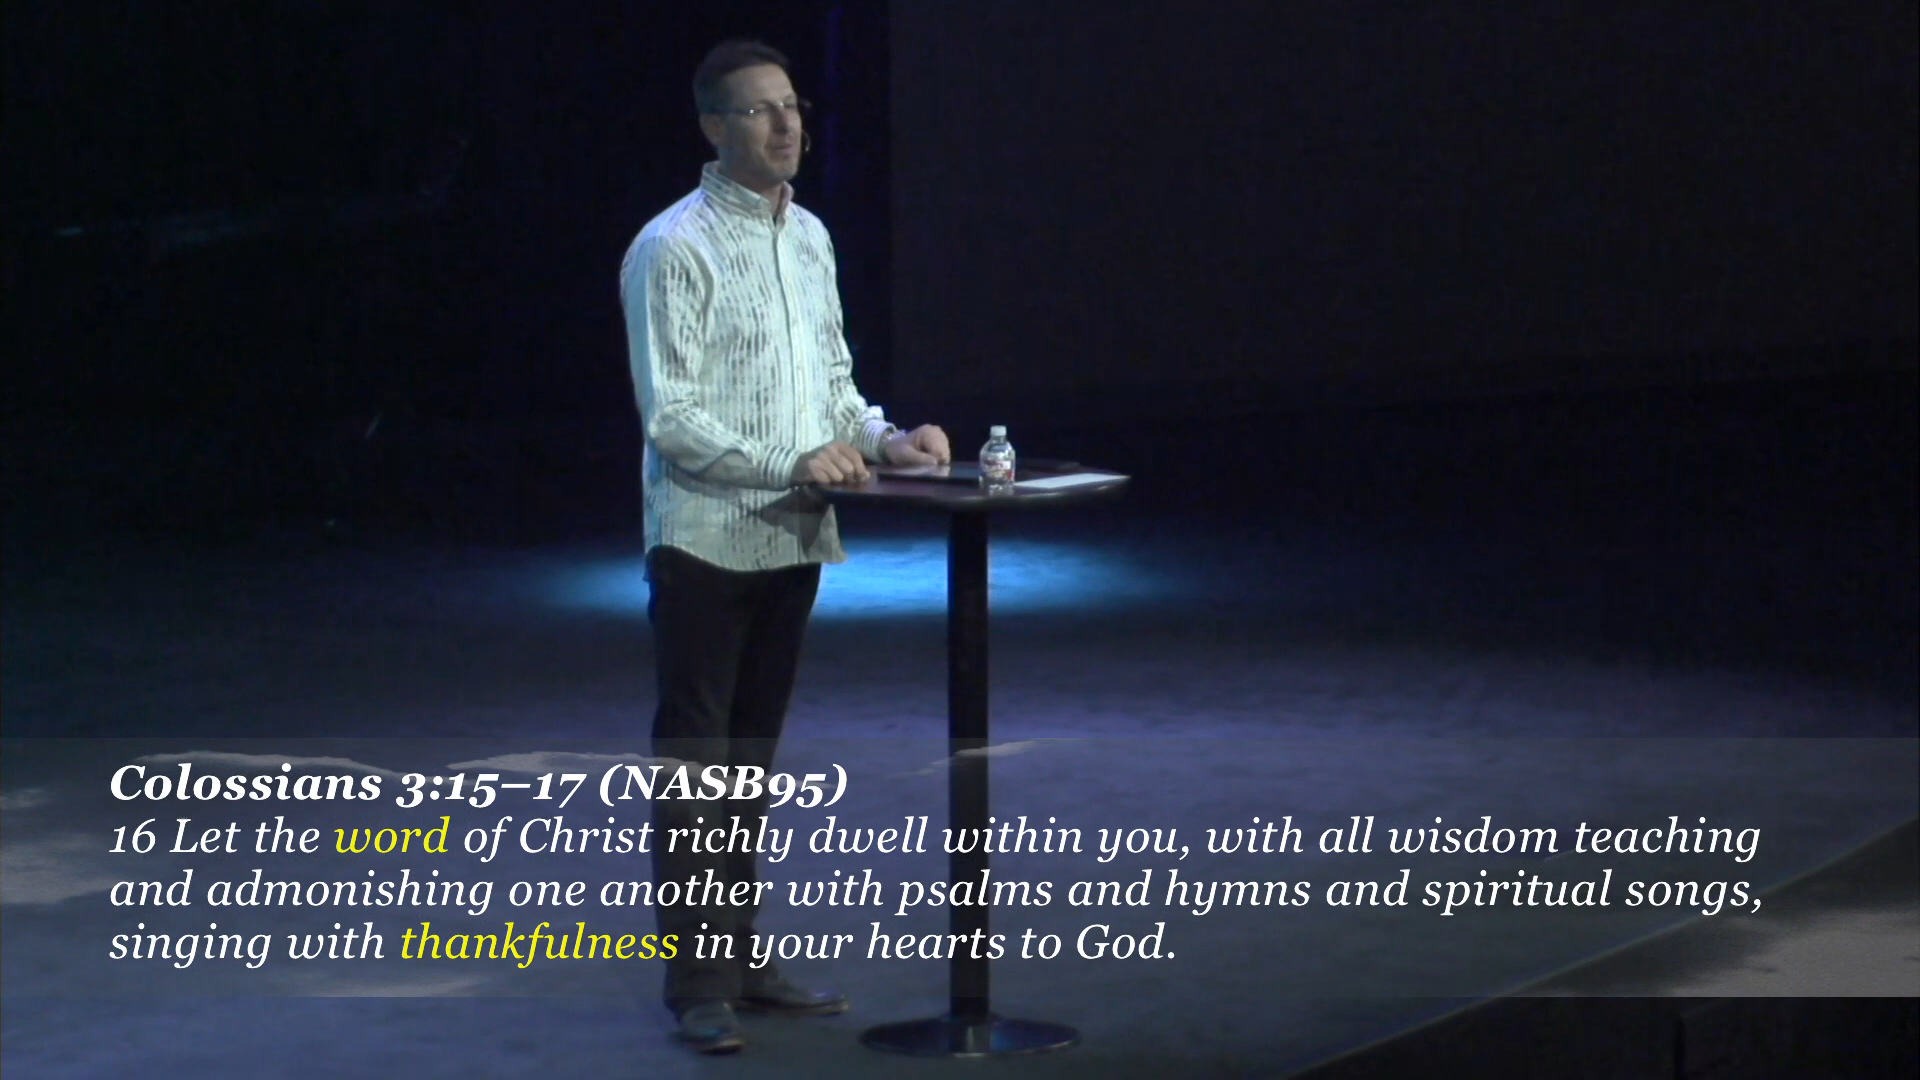 Colossians 3:15–17 (NASB95)
16 Let the word of Christ richly dwell within you, with all wisdom teaching
and admonishing one another with psalms and hymns and spiritual songs,
singing with thankfulness in your hearts to God.